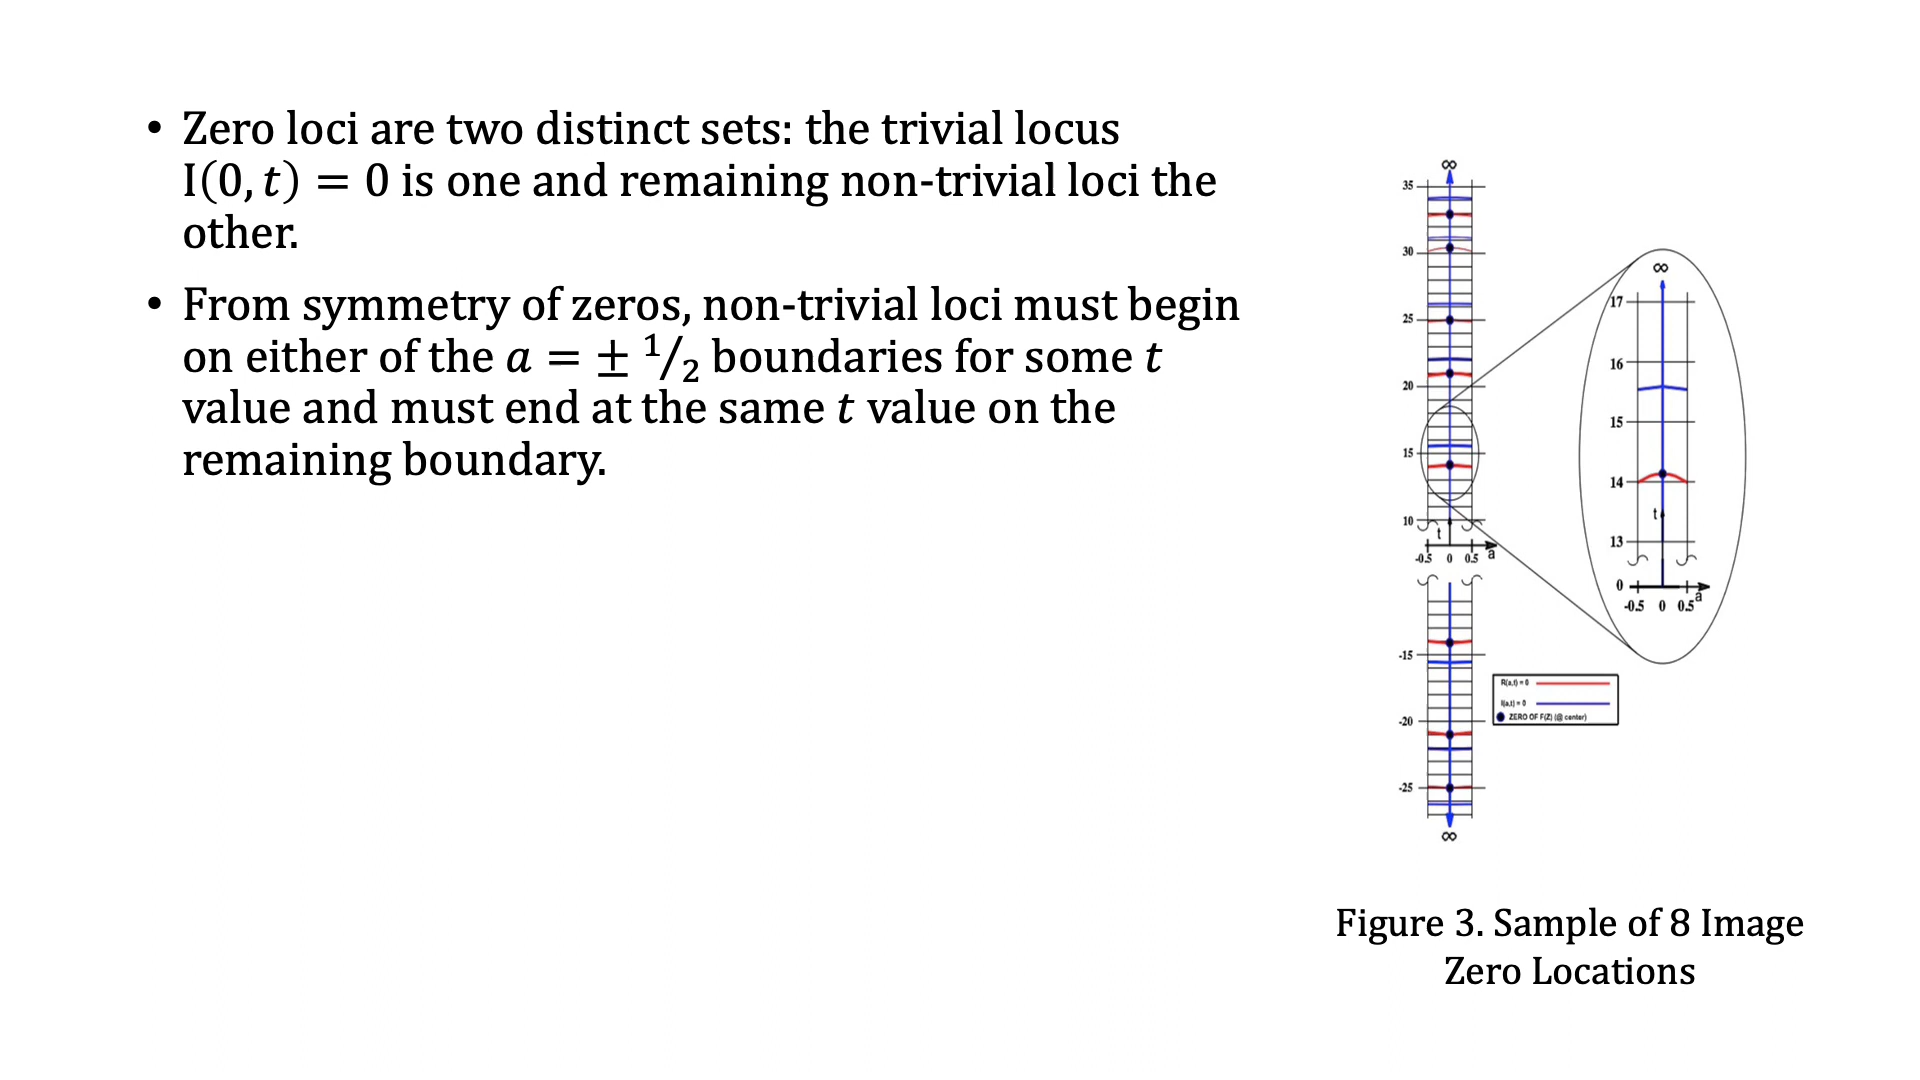 • Zero loci are two distinct sets: the trivial locus
I(0, t) = 0 is one and remaining non-trivial loci the
other.
• From symmetry of zeros, non-trivial loci must begin
on either of the a = ± 1/2 boundaries for some t
value and must end at the same t value on the
remaining boundary.
∞
35
30
25
20
15
10
t
-0.5 0 0.5 a
-15
-20
-25
∞
∞
17
16
15
14
t
13
0
-0.5 0 0.5 a
R(a,t) = 0
I(a,t) = 0
ZERO OF F(Z) (@ center)
Figure 3. Sample of 8 Image
Zero Locations